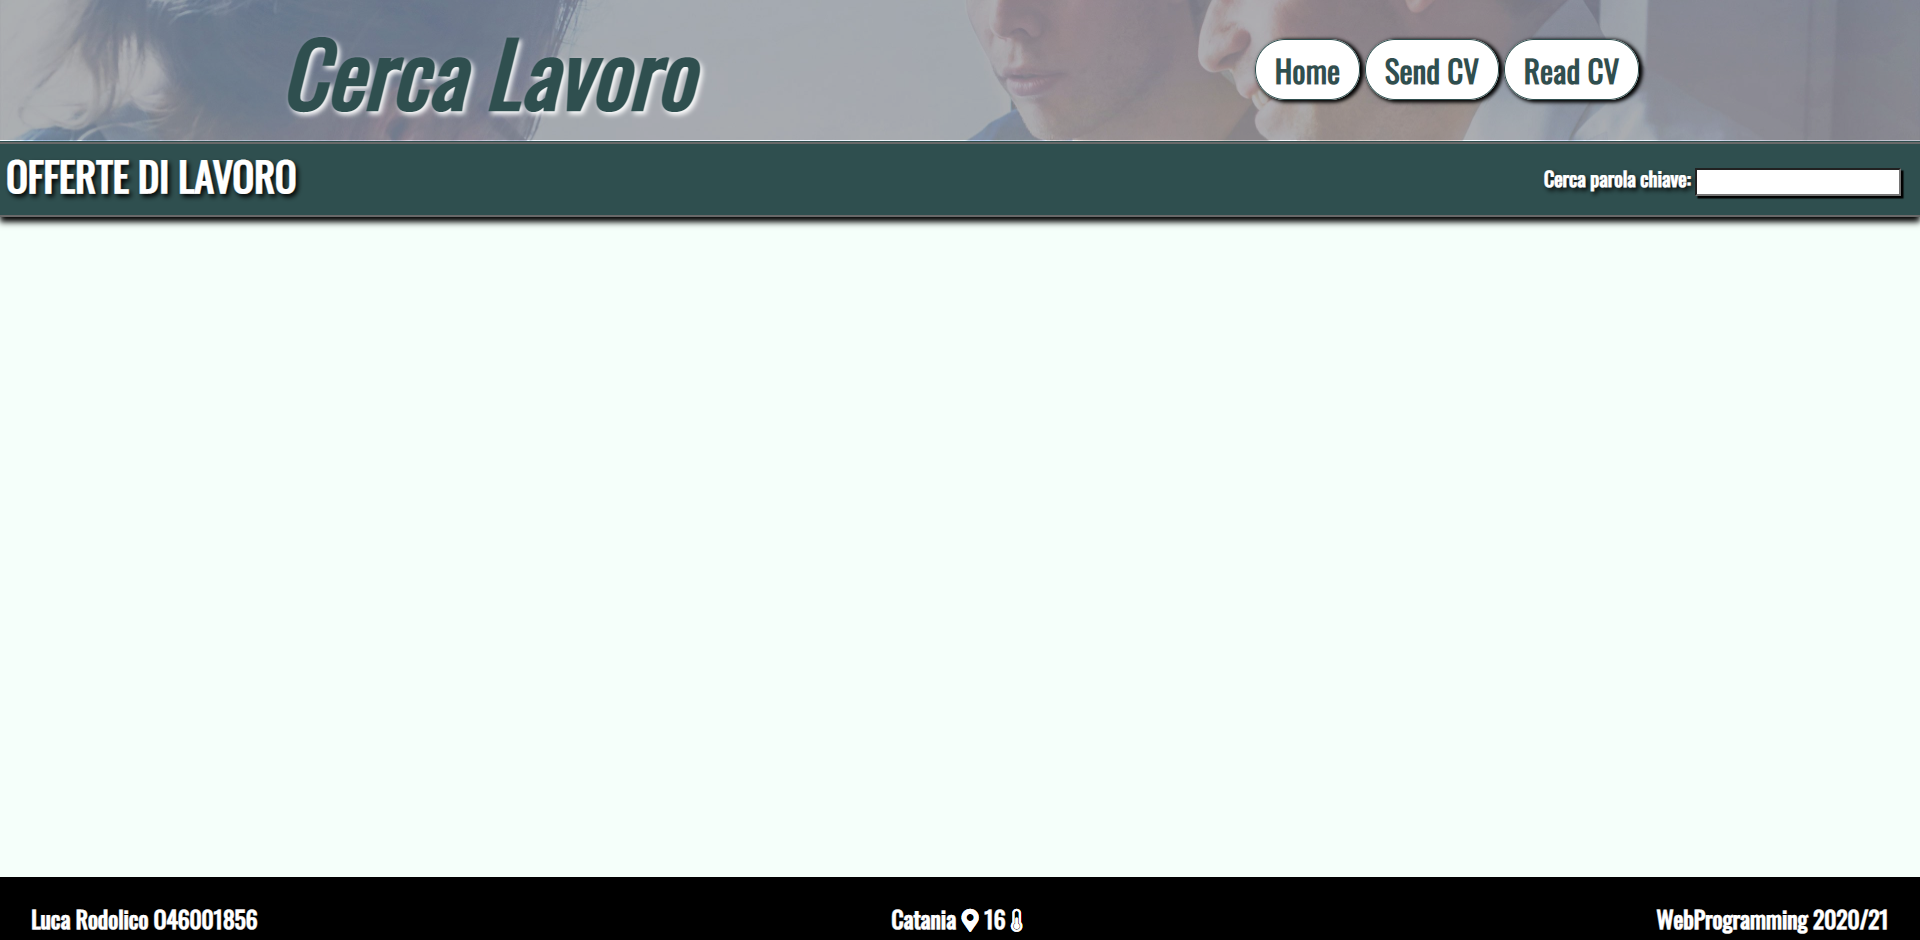 Cerca Lavoro
Home Send CV Read CV
OFFERTE DI LAVORO
Cerca parola chiave:
Luca Rodolico O46001856
Catania 16
WebProgramming 2020/21